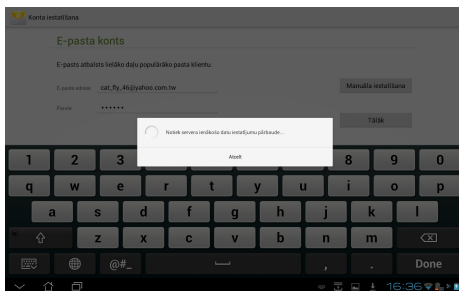 Konta iestatīšana
E-pasta konts
E-pasts atbalsta lielāko daļu populārāko pasta klientu.
E-pasta adrese cat_fly_46@yahoo.com.tw
Manuāla iestatīšana
Parole ••••••
Tālāk
Notiek servera ienākošo datu iestatījumu pārbaude...
Atcelt
1 2 3 8 9 0
q w e r t y u i o p
a s d f g h j k l
z x c v b n m
@#_ , . Done
16:36